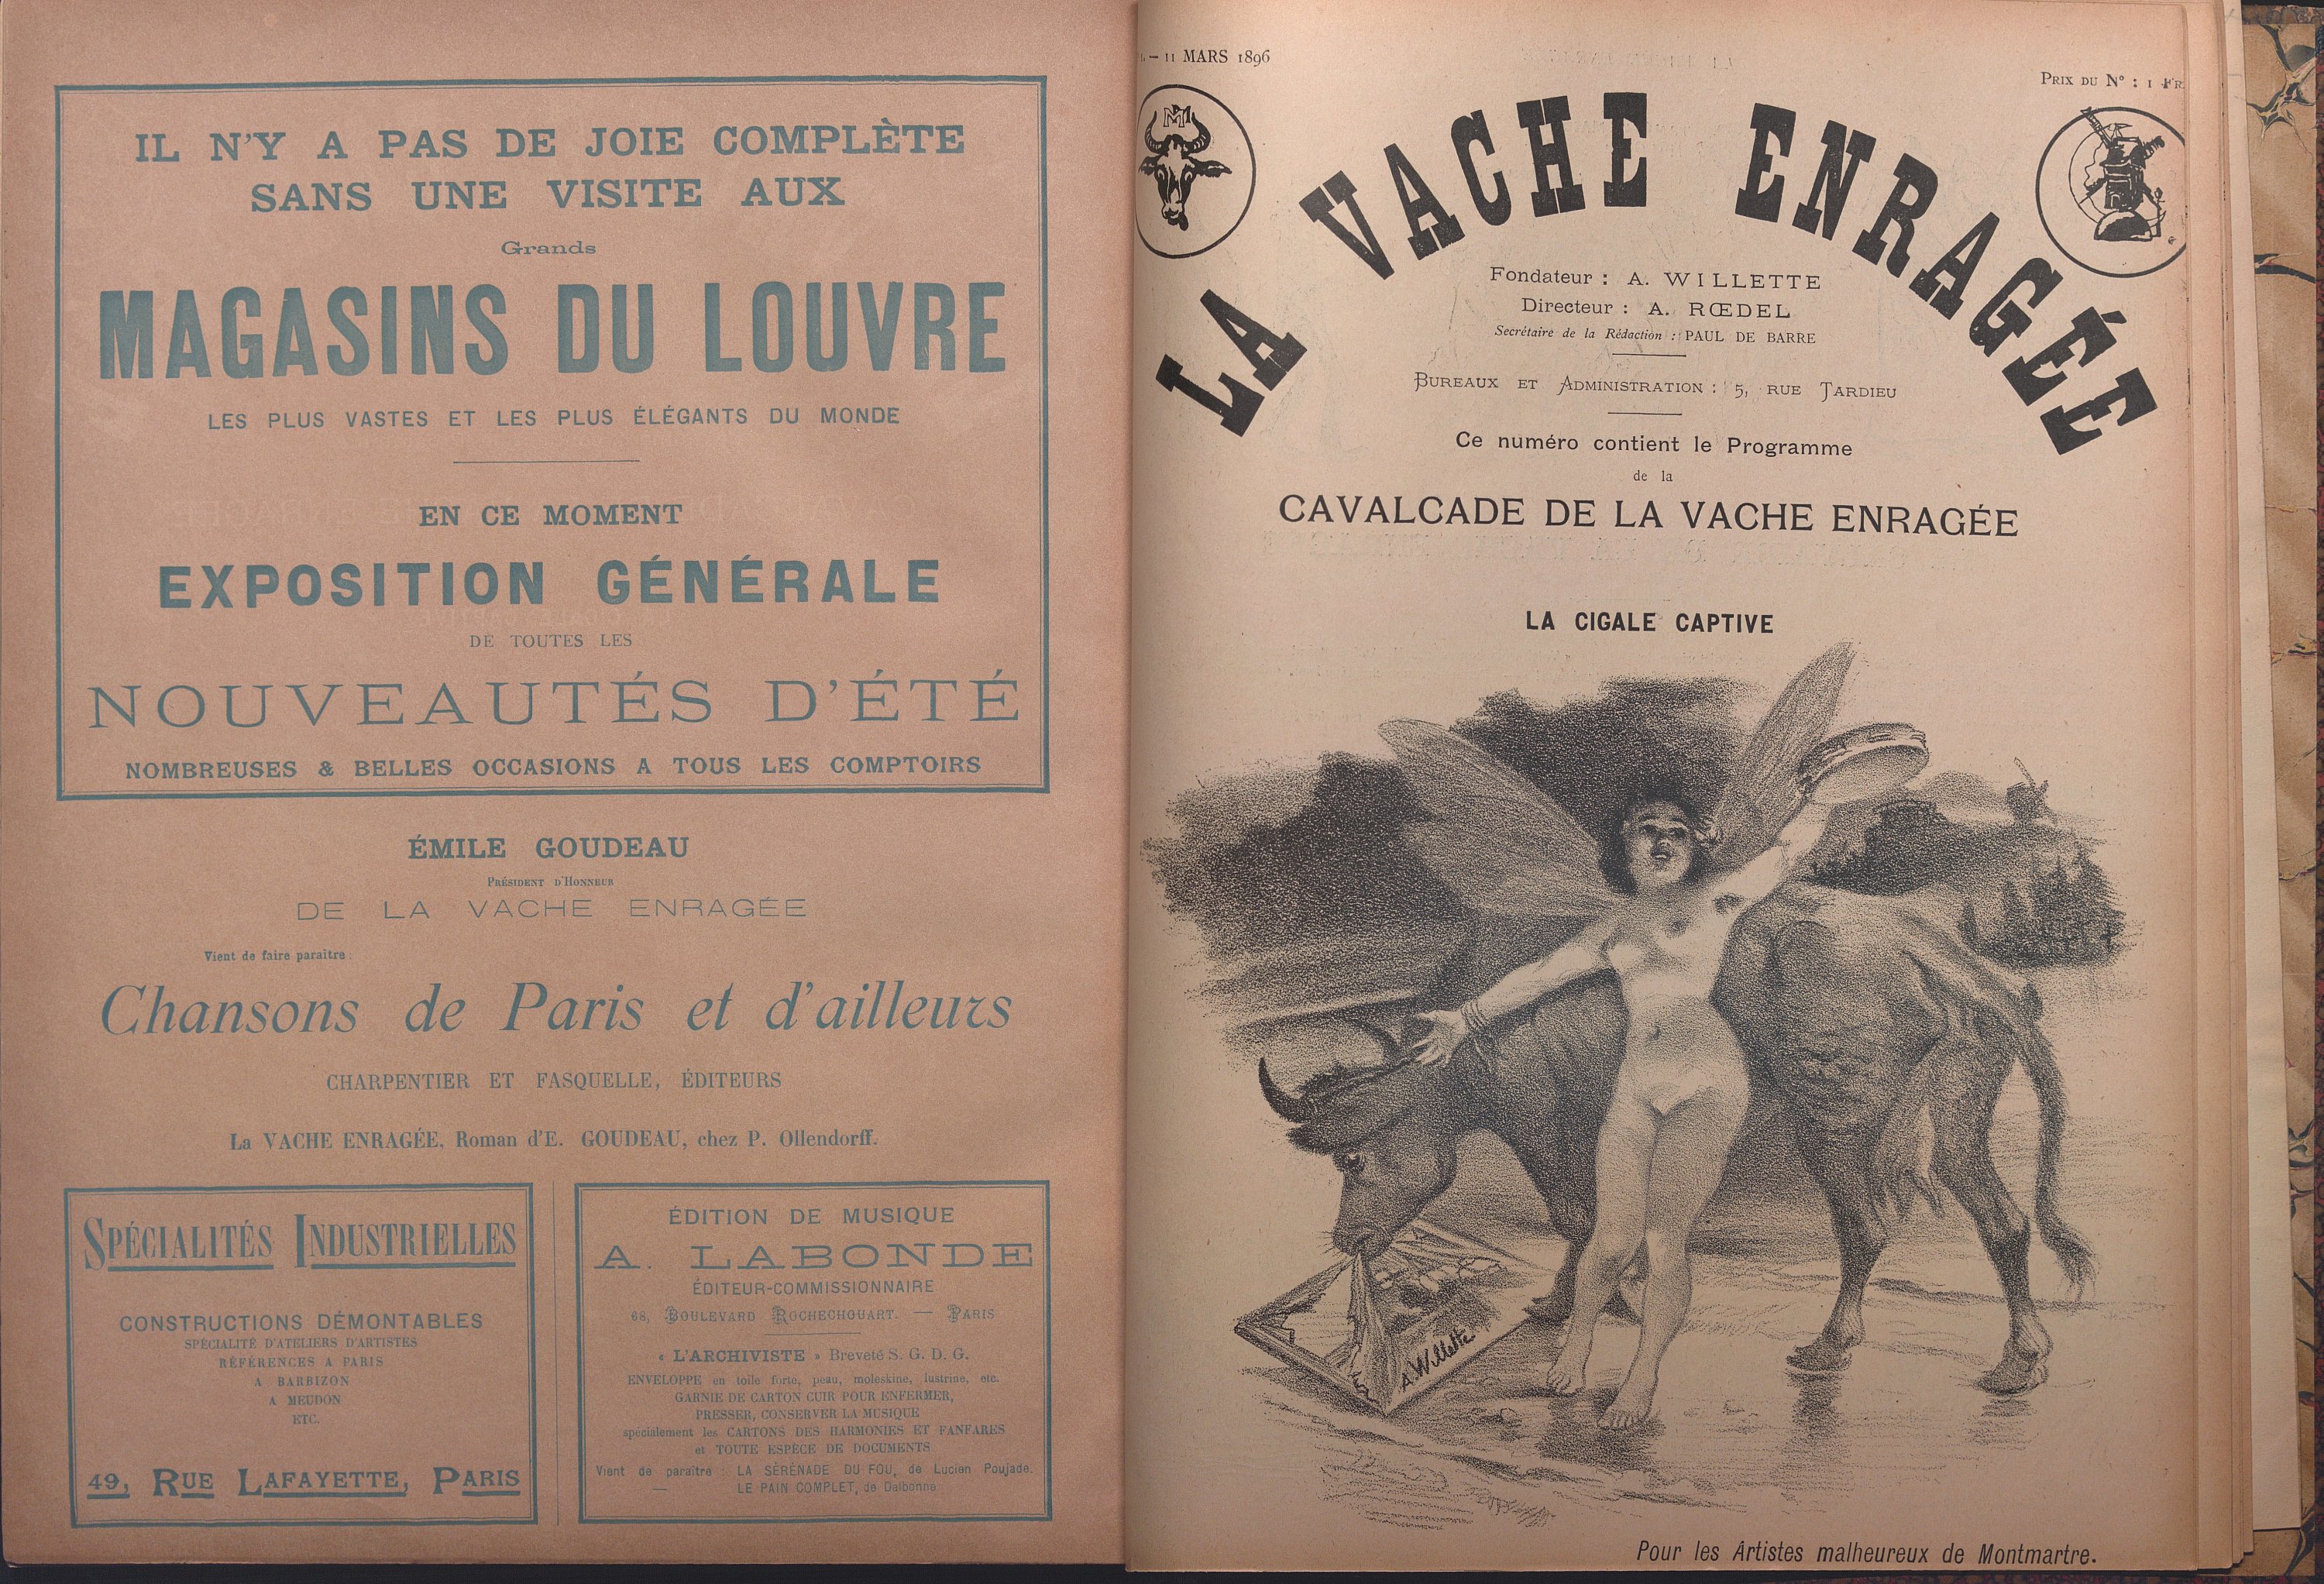 IL N'Y A PAS DE JOIE COMPLÈTE
SANS UNE VISITE AUX
Grands
MAGASINS DU LOUVRE
LES PLUS VASTES ET LES PLUS ÉLÉGANTS DU MONDE
EN CE MOMENT
EXPOSITION GÉNÉRALE
DE TOUTES LES
NOUVEAUTÉS D'ÉTÉ
NOMBREUSES & BELLES OCCASIONS A TOUS LES COMPTOIRS
ÉMILE GOUDEAU
PRÉSIDENT D'HONNEUR
DE LA VACHE ENRAGÉE
Vient de faire paraître :
Chansons de Paris et d'ailleurs
CHARPENTIER ET FASQUELLE, ÉDITEURS
La VACHE ENRAGÉE, Roman d'E. GOUDEAU, chez P. Ollendorff.
SPÉCIALITÉS INDUSTRIELLES
CONSTRUCTIONS DÉMONTABLES
SPÉCIALITÉ D'ATELIERS D'ARTISTES
RÉFÉRENCES A PARIS
A BARBIZON
A MEUDON
ETC.
49, RUE LAFAYETTE, PARIS
ÉDITION DE MUSIQUE
A. LABONDE
ÉDITEUR-COMMISSIONNAIRE
68, BOULEVARD ROCHECHOUART. — PARIS
« L'ARCHIVISTE » Breveté S. G. D. G.
ENVELOPPE en toile forte, peau, moleskine, lustrine, etc.
GARNIE DE CARTON CUIR POUR ENFERMER,
PRESSER, CONSERVER LA MUSIQUE
spécialement les CARTONS DES HARMONIES ET FANFARES
et TOUTE ESPÈCE DE DOCUMENTS
Vient de paraître : LA SÉRÉNADE DU FOU, de Lucien Poujade.
— LE PAIN COMPLET, de Dalbonne
— 11 MARS 1896
PRIX DU Nº : 1 FR
M
LA VACHE ENRAGÉE
Fondateur : A. WILLETTE
Directeur : A. RŒDEL
Secrétaire de la Rédaction : PAUL DE BARRE
BUREAUX ET ADMINISTRATION : 5, RUE TARDIEU
Ce numéro contient le Programme
de la
CAVALCADE DE LA VACHE ENRAGÉE
LA CIGALE CAPTIVE
A. Willette
Pour les Artistes malheureux de Montmartre.